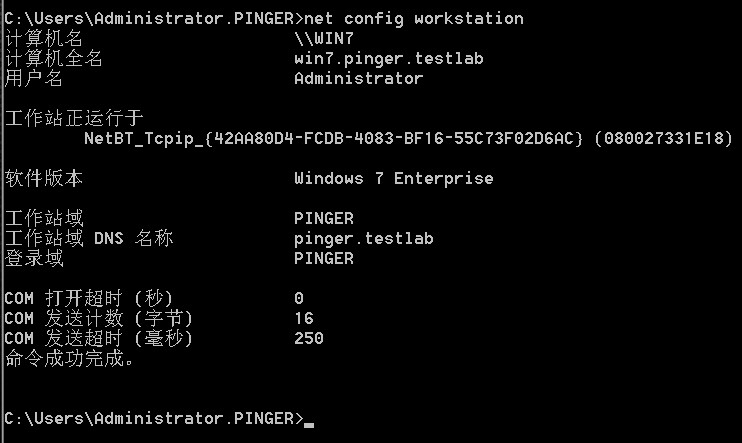 C:\Users\Administrator.PINGER>net config workstation
计算机名                     \\WIN7
计算机全名                   win7.pinger.testlab
用户名                       Administrator
工作站正运行于
        NetBT_Tcpip_{42AA80D4-FCDB-4083-BF16-55C73F02D6AC} (080027331E18)
软件版本                     Windows 7 Enterprise
工作站域                     PINGER
工作站域 DNS 名称            pinger.testlab
登录域                       PINGER
COM 打开超时 (秒)            0
COM 发送计数 (字节)          16
COM 发送超时 (毫秒)          250
命令成功完成。
C:\Users\Administrator.PINGER>_